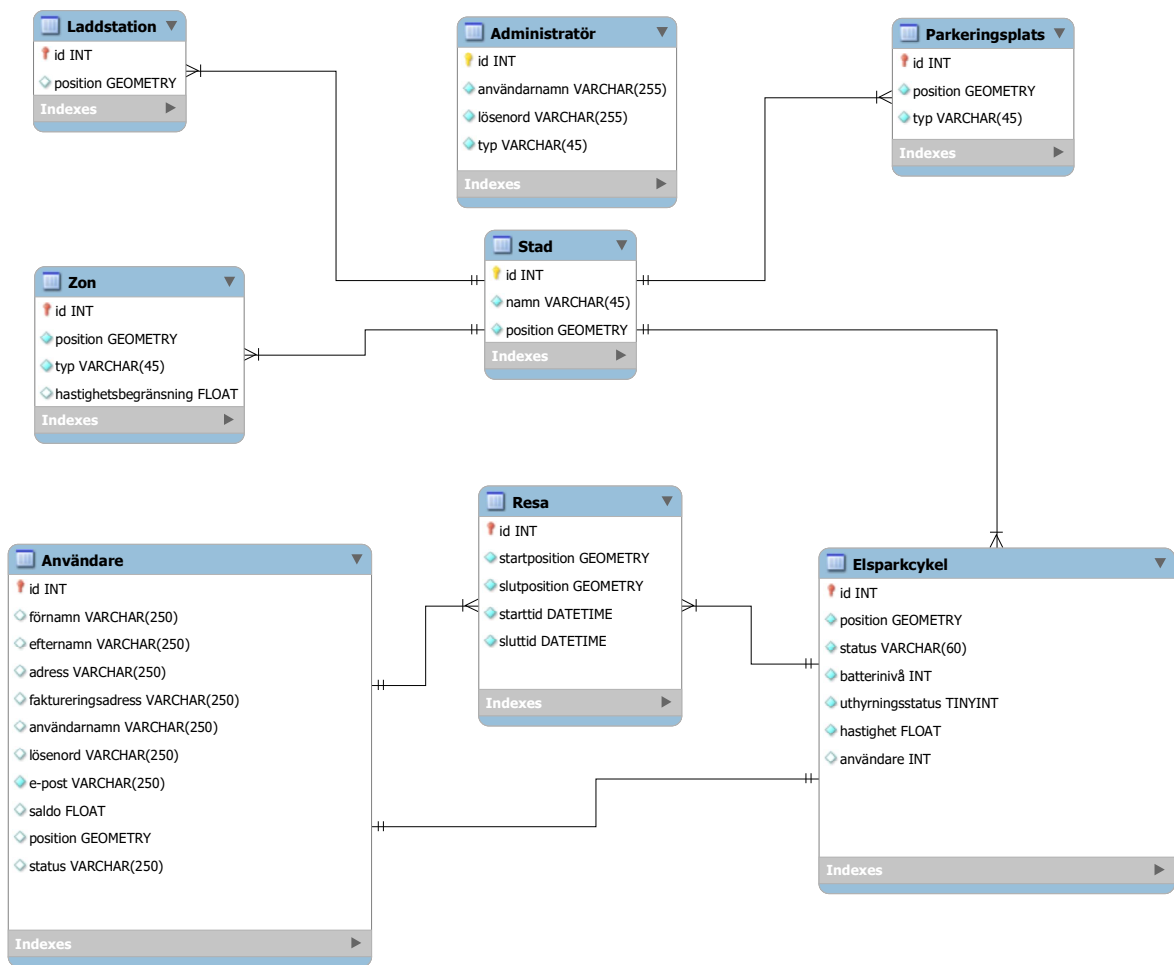 Laddstation
id INT
position GEOMETRY
Indexes
Administratör
id INT
användarnamn VARCHAR(255)
lösenord VARCHAR(255)
typ VARCHAR(45)
Indexes
Parkeringsplats
id INT
position GEOMETRY
typ VARCHAR(45)
Indexes
Zon
id INT
position GEOMETRY
typ VARCHAR(45)
hastighetsbegränsning FLOAT
Indexes
Stad
id INT
namn VARCHAR(45)
position GEOMETRY
Indexes
Användare
id INT
förnamn VARCHAR(250)
efternamn VARCHAR(250)
adress VARCHAR(250)
faktureringsadress VARCHAR(250)
användarnamn VARCHAR(250)
lösenord VARCHAR(250)
e-post VARCHAR(250)
saldo FLOAT
position GEOMETRY
status VARCHAR(250)
Indexes
Resa
id INT
startposition GEOMETRY
slutposition GEOMETRY
starttid DATETIME
sluttid DATETIME
Indexes
Elsparkcykel
id INT
position GEOMETRY
status VARCHAR(60)
batterinivå INT
uthyrningsstatus TINYINT
hastighet FLOAT
användare INT
Indexes